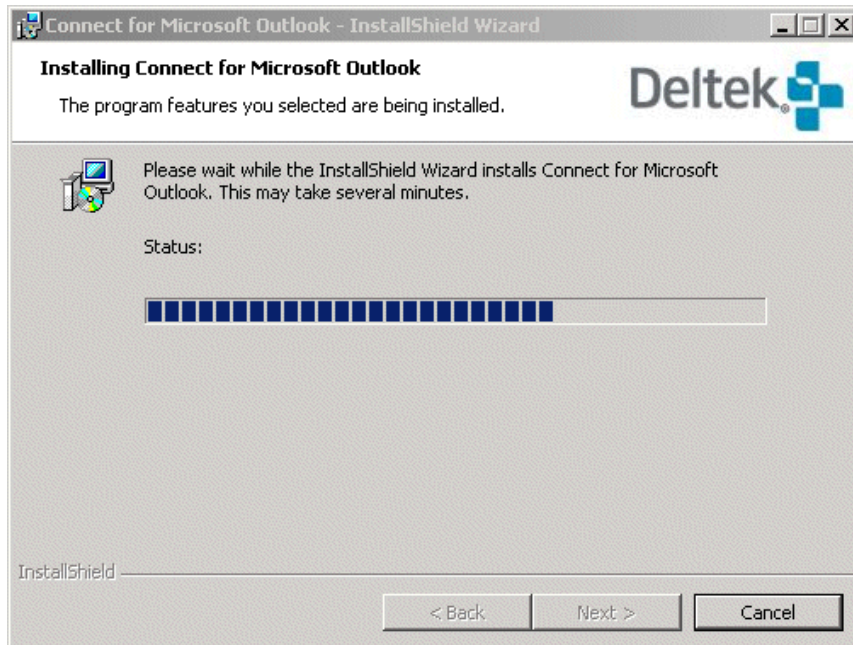 Connect for Microsoft Outlook - InstallShield Wizard
Installing Connect for Microsoft Outlook
The program features you selected are being installed.
Deltek®
Please wait while the InstallShield Wizard installs Connect for Microsoft
Outlook. This may take several minutes.
Status:
InstallShield
< Back
Next >
Cancel